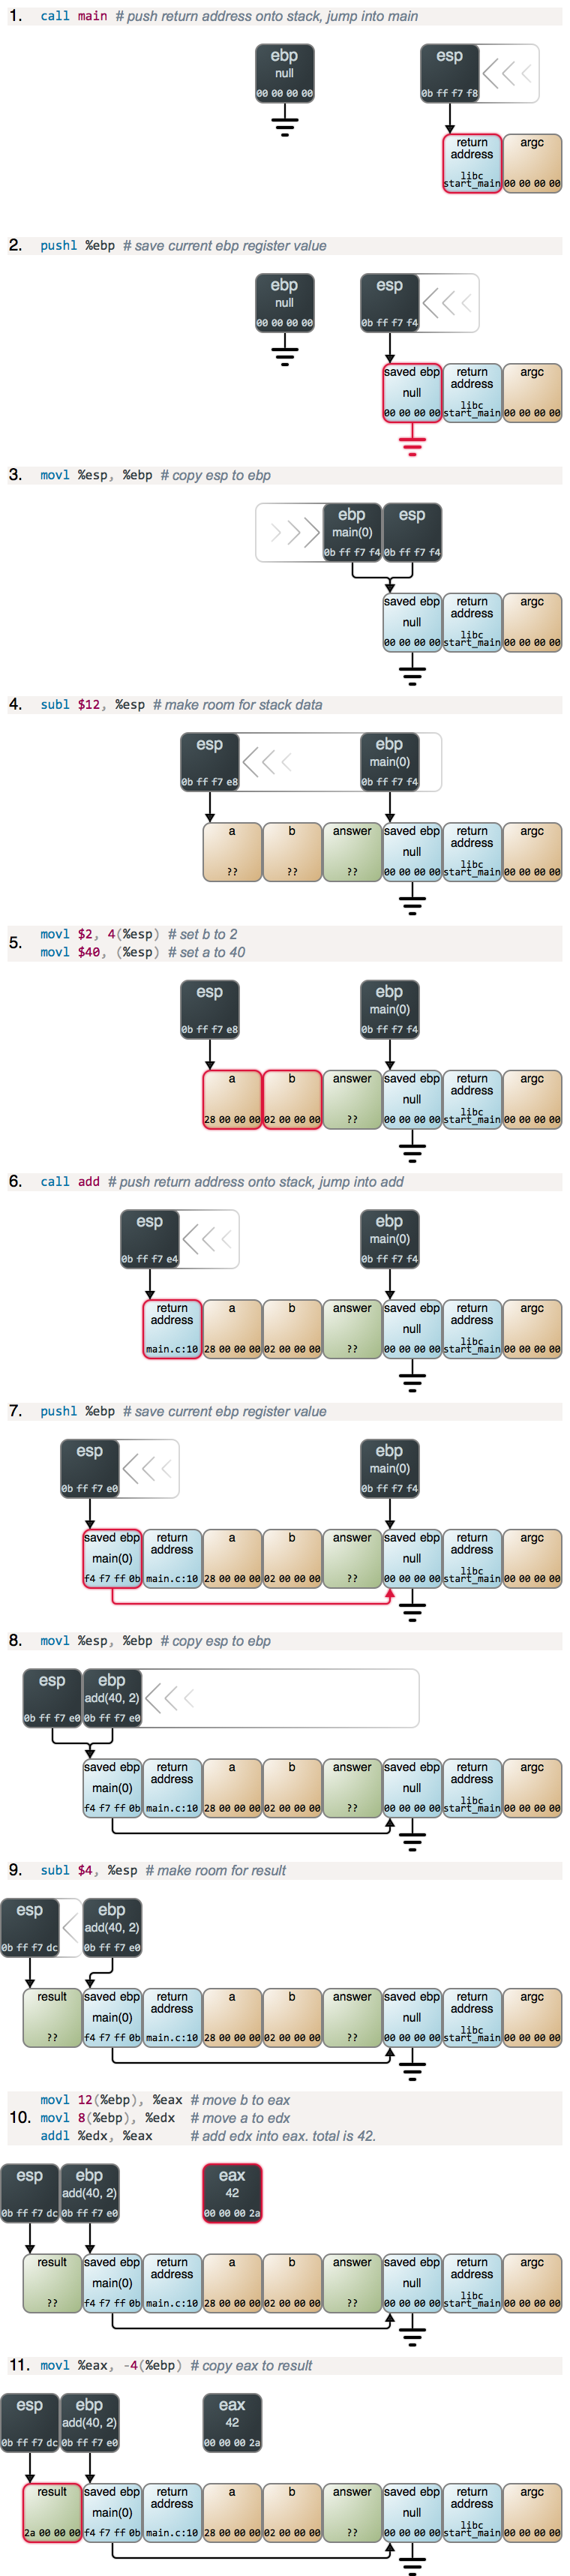 1. call main # push return address onto stack, jump into main
ebp esp
null
00 00 00 00 0b ff f7 f8
return argc
address
libc
start_main 00 00 00 00
2. pushl %ebp # save current ebp register value
ebp esp
null
00 00 00 00 0b ff f7 f4
saved ebp return argc
null address
libc
00 00 00 00 start_main 00 00 00 00
3. movl %esp, %ebp # copy esp to ebp
ebp esp
main(0)
0b ff f7 f4 0b ff f7 f4
saved ebp return argc
null address
libc
00 00 00 00 start_main 00 00 00 00
4. subl $12, %esp # make room for stack data
esp ebp
main(0)
0b ff f7 e8 0b ff f7 f4
a b answer saved ebp return argc
null address
libc
?? ?? ?? 00 00 00 00 start_main 00 00 00 00
5. movl $2, 4(%esp) # set b to 2
movl $40, (%esp) # set a to 40
esp ebp
main(0)
0b ff f7 e8 0b ff f7 f4
a b answer saved ebp return argc
null address
libc
28 00 00 00 02 00 00 00 ?? 00 00 00 00 start_main 00 00 00 00
6. call add # push return address onto stack, jump into add
esp ebp
main(0)
0b ff f7 e4 0b ff f7 f4
return a b answer saved ebp return argc
address null address
libc
main.c:10 28 00 00 00 02 00 00 00 ?? 00 00 00 00 start_main 00 00 00 00
7. pushl %ebp # save current ebp register value
esp ebp
main(0)
0b ff f7 e0 0b ff f7 f4
saved ebp return a b answer saved ebp return argc
main(0) address null address
libc
f4 f7 ff 0b main.c:10 28 00 00 00 02 00 00 00 ?? 00 00 00 00 start_main 00 00 00 00
8. movl %esp, %ebp # copy esp to ebp
esp ebp
add(40, 2)
0b ff f7 e0 0b ff f7 e0
saved ebp return a b answer saved ebp return argc
main(0) address null address
libc
f4 f7 ff 0b main.c:10 28 00 00 00 02 00 00 00 ?? 00 00 00 00 start_main 00 00 00 00
9. subl $4, %esp # make room for result
esp ebp
add(40, 2)
0b ff f7 dc 0b ff f7 e0
result saved ebp return a b answer saved ebp return argc
main(0) address null address
libc
?? f4 f7 ff 0b main.c:10 28 00 00 00 02 00 00 00 ?? 00 00 00 00 start_main 00 00 00 00
movl 12(%ebp), %eax # move b to eax
10. movl 8(%ebp), %edx # move a to edx
addl %edx, %eax # add edx into eax. total is 42.
esp ebp eax
add(40, 2) 42
0b ff f7 dc 0b ff f7 e0 00 00 00 2a
result saved ebp return a b answer saved ebp return argc
main(0) address null address
libc
?? f4 f7 ff 0b main.c:10 28 00 00 00 02 00 00 00 ?? 00 00 00 00 start_main 00 00 00 00
11. movl %eax, -4(%ebp) # copy eax to result
esp ebp eax
add(40, 2) 42
0b ff f7 dc 0b ff f7 e0 00 00 00 2a
result saved ebp return a b answer saved ebp return argc
main(0) address null address
libc
2a 00 00 00 f4 f7 ff 0b main.c:10 28 00 00 00 02 00 00 00 ?? 00 00 00 00 start_main 00 00 00 00